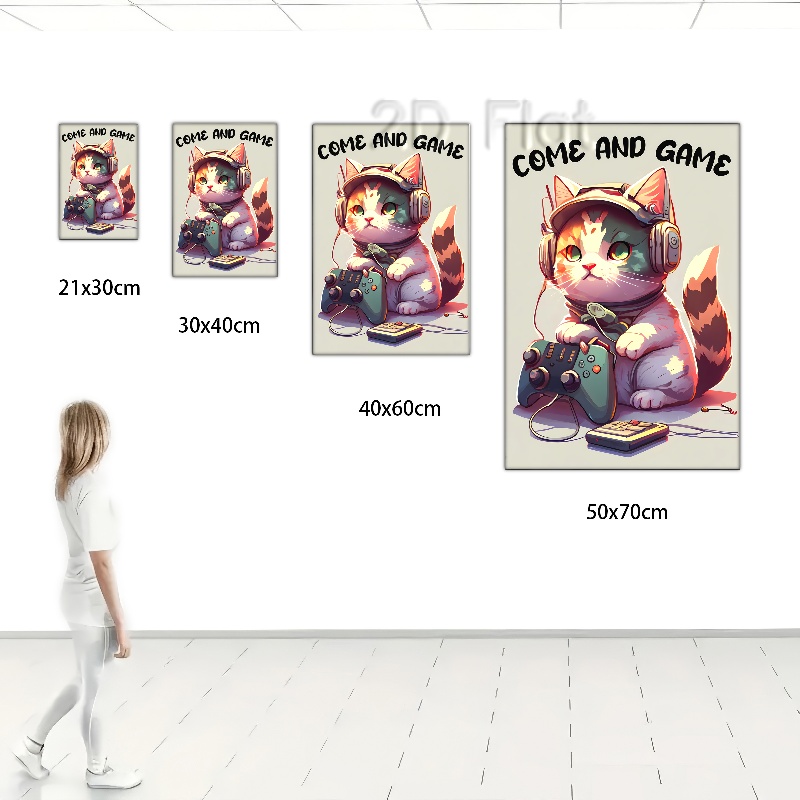 2D Flat
COME AND GAME
COME AND GAME
COME AND GAME
COME AND GAME
21x30cm
30x40cm
40x60cm
50x70cm